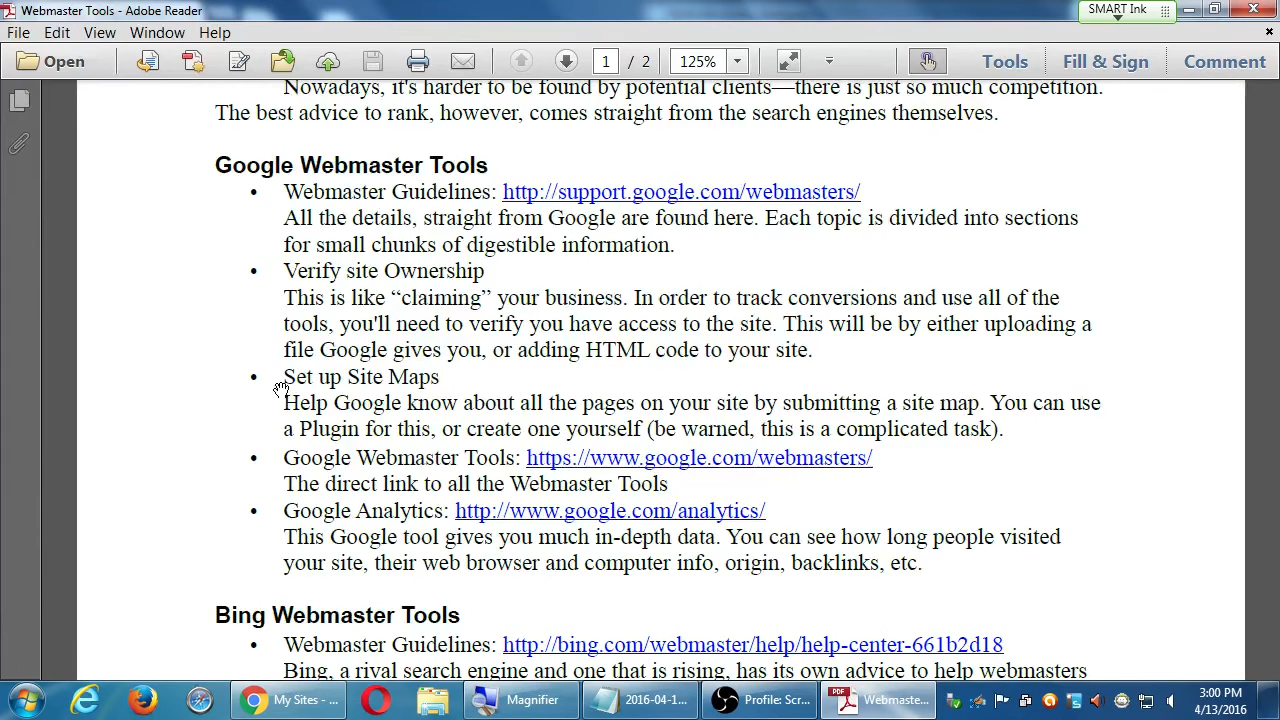 Webmaster Tools - Adobe Reader
SMART Ink
File Edit View Window Help
Open 1 / 2 125% Tools Fill & Sign Comment
Nowadays, it's harder to be found by potential clients—there is just so much competition.
The best advice to rank, however, comes straight from the search engines themselves.
Google Webmaster Tools
• Webmaster Guidelines: http://support.google.com/webmasters/
All the details, straight from Google are found here. Each topic is divided into sections
for small chunks of digestible information.
• Verify site Ownership
This is like “claiming” your business. In order to track conversions and use all of the
tools, you'll need to verify you have access to the site. This will be by either uploading a
file Google gives you, or adding HTML code to your site.
• Set up Site Maps
Help Google know about all the pages on your site by submitting a site map. You can use
a Plugin for this, or create one yourself (be warned, this is a complicated task).
• Google Webmaster Tools: https://www.google.com/webmasters/
The direct link to all the Webmaster Tools
• Google Analytics: http://www.google.com/analytics/
This Google tool gives you much in-depth data. You can see how long people visited
your site, their web browser and computer info, origin, backlinks, etc.
Bing Webmaster Tools
• Webmaster Guidelines: http://bing.com/webmaster/help/help-center-661b2d18
Bing, a rival search engine and one that is rising, has its own advice to help webmasters
My Sites - ... Magnifier 2016-04-1... Profile: Scr... PDF Webmaste... 3:00 PM
4/13/2016